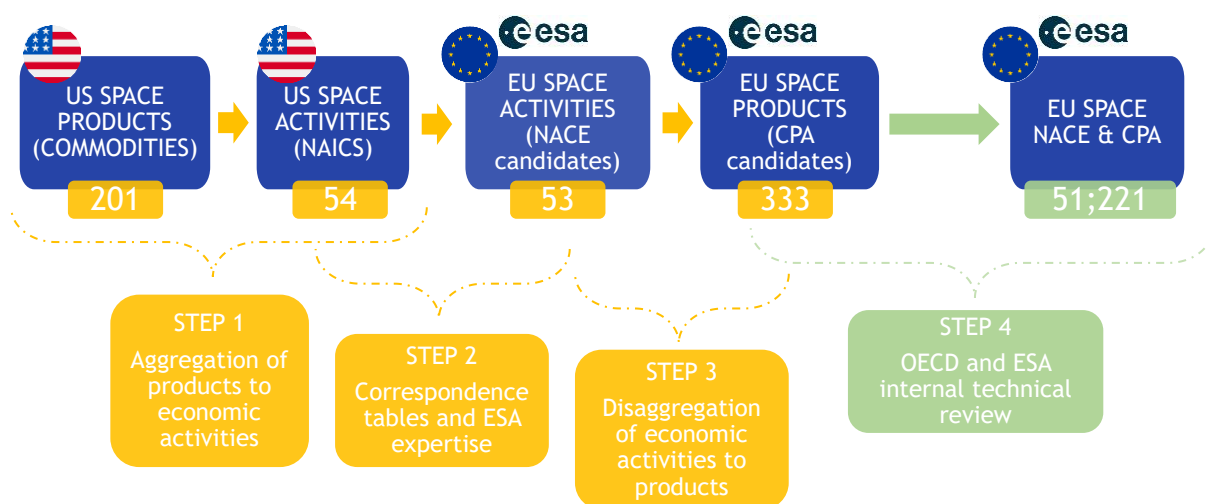 esa
esa
esa
US SPACE
PRODUCTS
(COMMODITIES)
201
US SPACE
ACTIVITIES
(NAICS)
54
EU SPACE
ACTIVITIES
(NACE
candidates)
53
EU SPACE
PRODUCTS
(CPA
candidates)
333
EU SPACE
NACE & CPA
51;221
STEP 1
Aggregation of
products to
economic
activities
STEP 2
Correspondence
tables and ESA
expertise
STEP 3
Disaggregation
of economic
activities to
products
STEP 4
OECD and ESA
internal technical
review